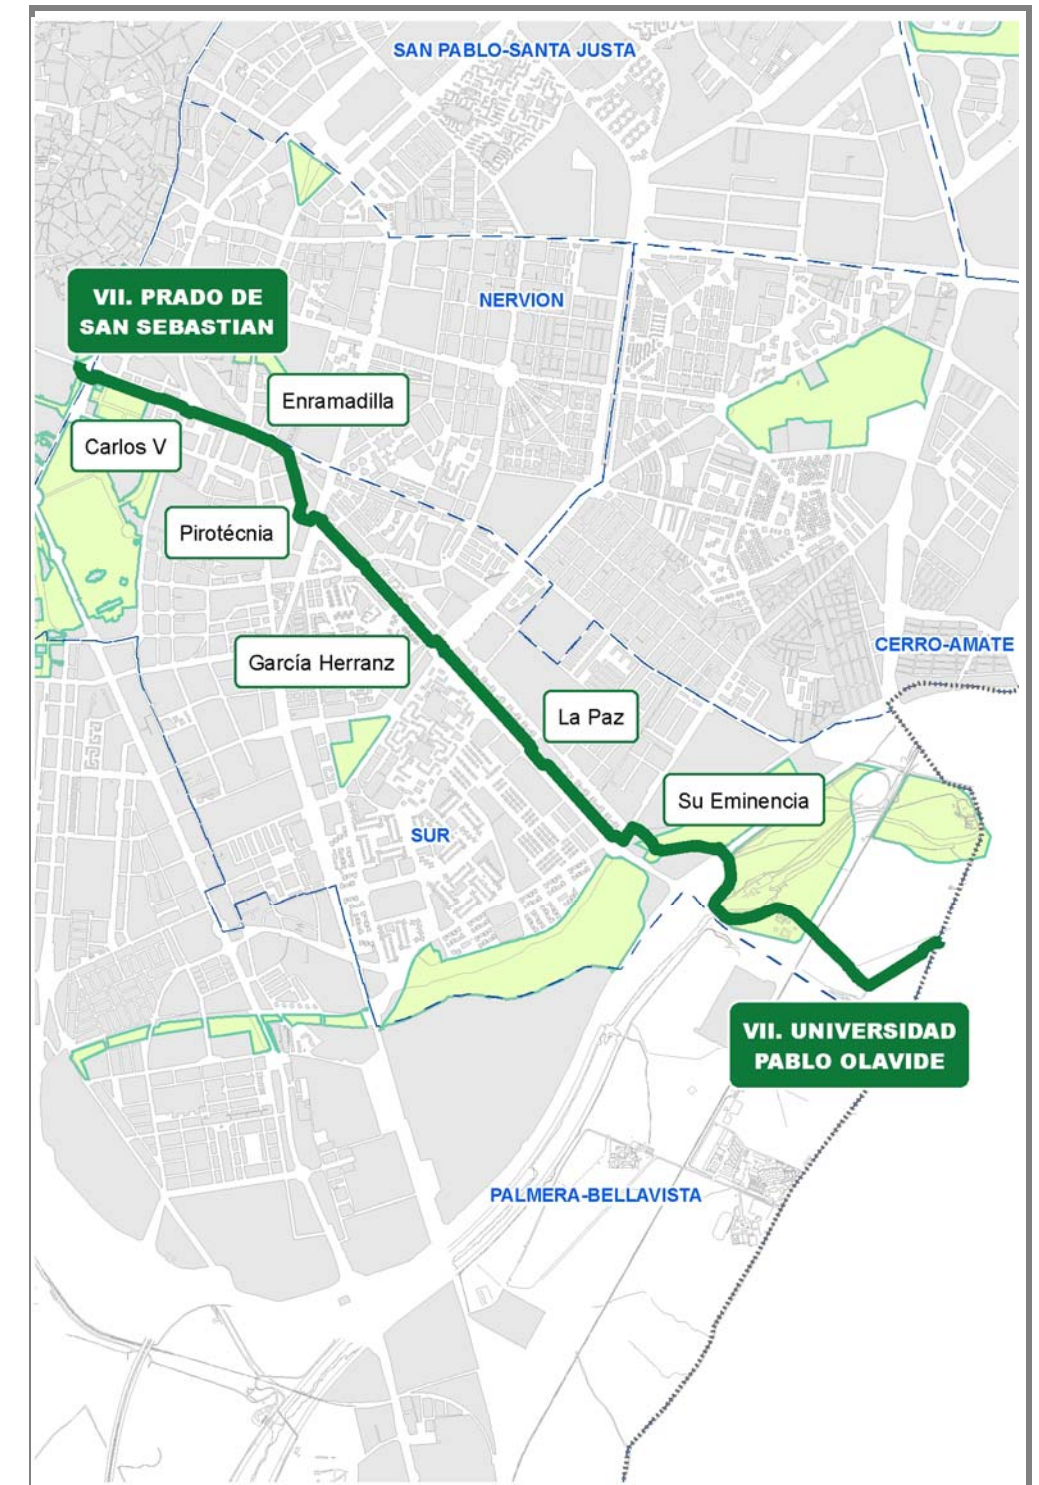 SAN PABLO-SANTA JUSTA
VII. PRADO DE
SAN SEBASTIAN
NERVION
Enramadilla
Carlos V
Pirotécnia
CERRO-AMATE
García Herranz
La Paz
Su Eminencia
SUR
VII. UNIVERSIDAD
PABLO OLAVIDE
PALMERA-BELLAVISTA